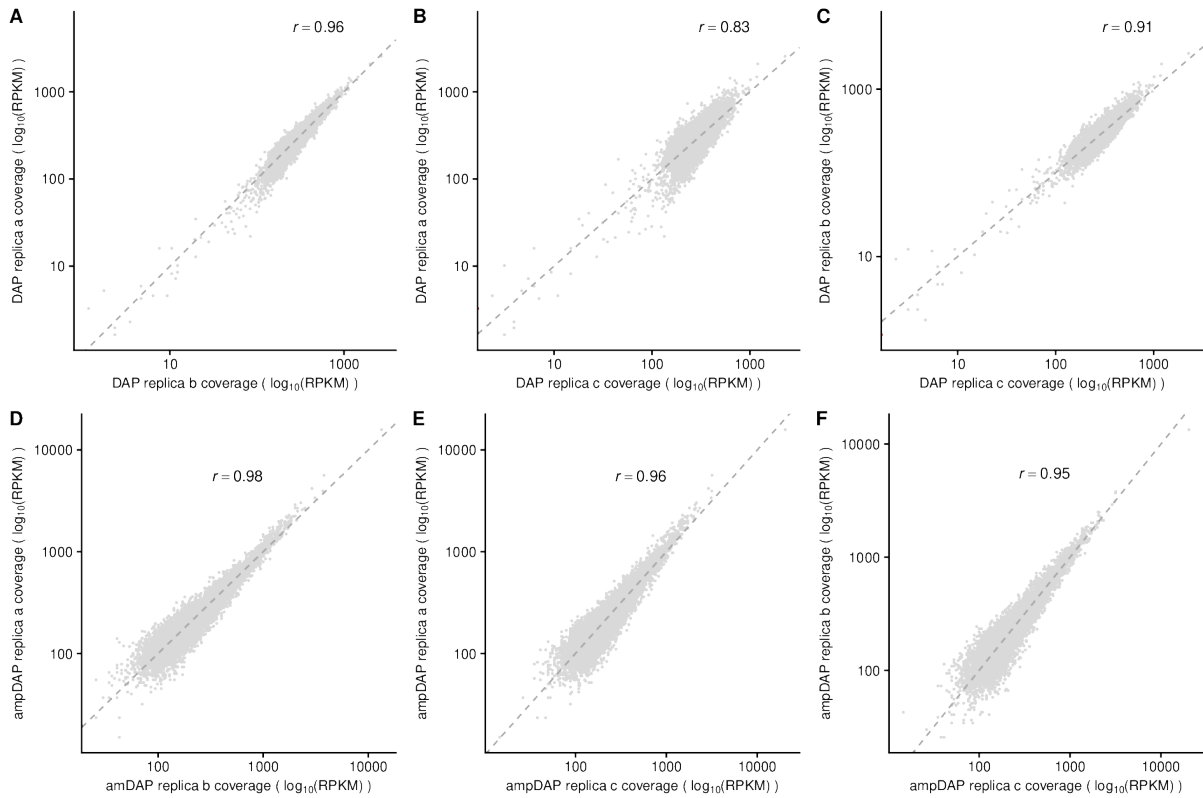 A
r = 0.96
DAP replica a coverage ( log10(RPKM) )
1000
100
10
10
1000
DAP replica b coverage ( log10(RPKM) )
B
r = 0.83
DAP replica a coverage ( log10(RPKM) )
1000
100
10
10
100
1000
DAP replica c coverage ( log10(RPKM) )
C
r = 0.91
DAP replica b coverage ( log10(RPKM) )
1000
10
10
100
1000
DAP replica c coverage ( log10(RPKM) )
D
r = 0.98
ampDAP replica a coverage ( log10(RPKM) )
10000
1000
100
100
1000
10000
amDAP replica b coverage ( log10(RPKM) )
E
r = 0.96
ampDAP replica a coverage ( log10(RPKM) )
10000
1000
100
100
1000
10000
ampDAP replica c coverage ( log10(RPKM) )
F
r = 0.95
ampDAP replica b coverage ( log10(RPKM) )
10000
1000
100
100
1000
10000
ampDAP replica c coverage ( log10(RPKM) )